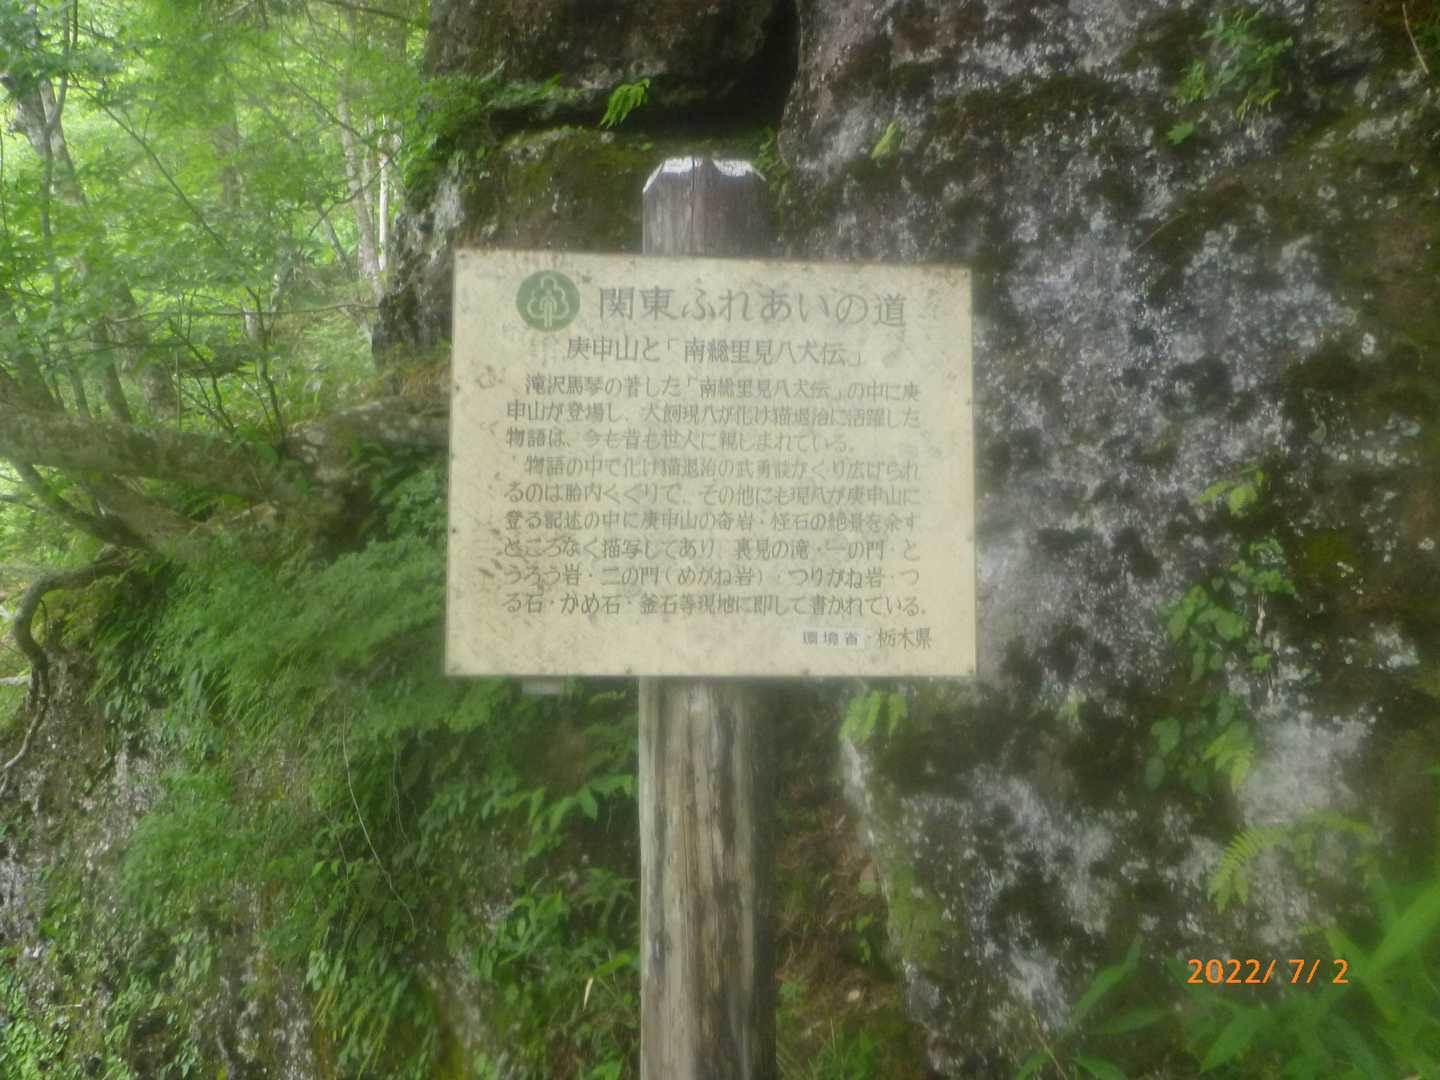 関東ふれあいの道
庚申山と「南総里見八犬伝」
滝沢馬琴の著した「南総里見八犬伝」の中に庚
申山が登場し、犬飼現八が化け猫退治に活躍した
物語は、今も昔も世人に親しまれている。
物語の中で化け猫退治の武勇談がくり広げられ
るのは胎内くぐりで、その他にも現八が庚申山に
登る記述の中に庚申山の奇岩・怪石の絶景を余す
ところなく描写してあり、裏見の滝・一の門・と
うろう岩・二の門(めがね岩)・つりがね岩・つ
る石・かめ石・釜石等現地に即して書かれている。
環境省・栃木県
2022/ 7/ 2